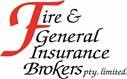 Fire &
General
Insurance
Brokers
pty. limited.